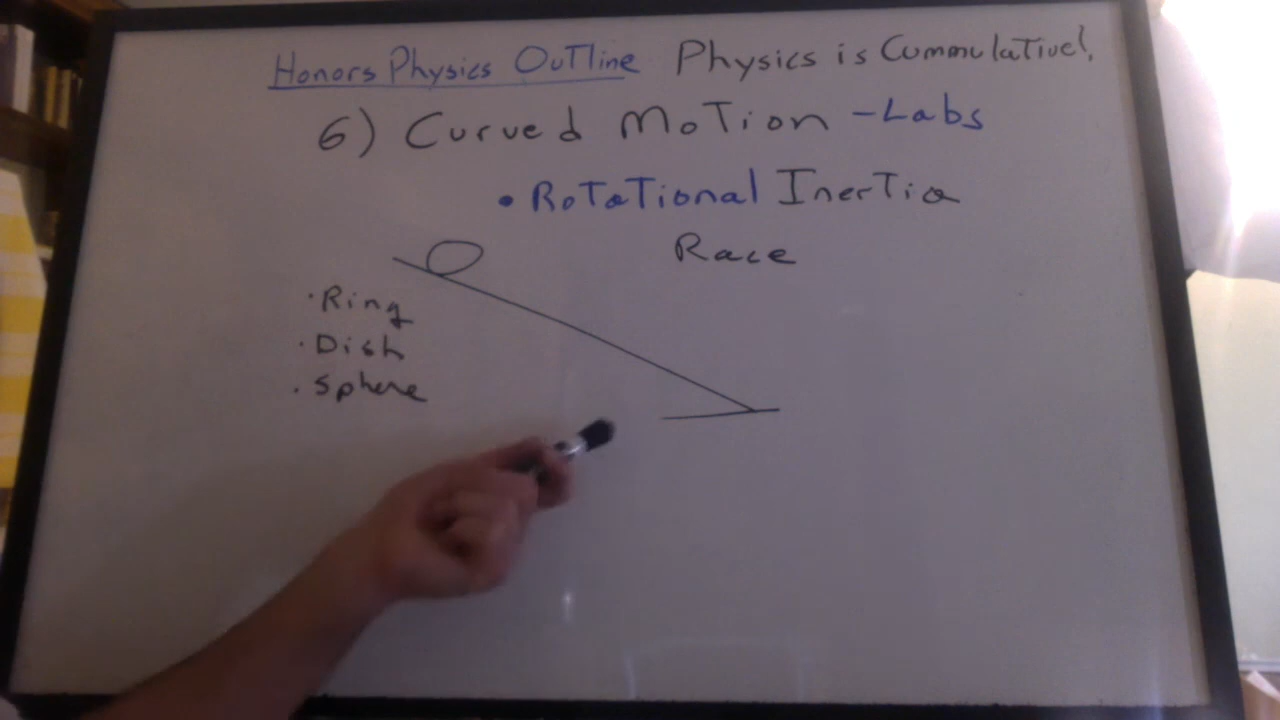 Honors Physics Outline Physics is Cummulative!
6) Curved Motion - Labs
• Rotational Inertia
Race
· Ring
· Dish
· Sphere